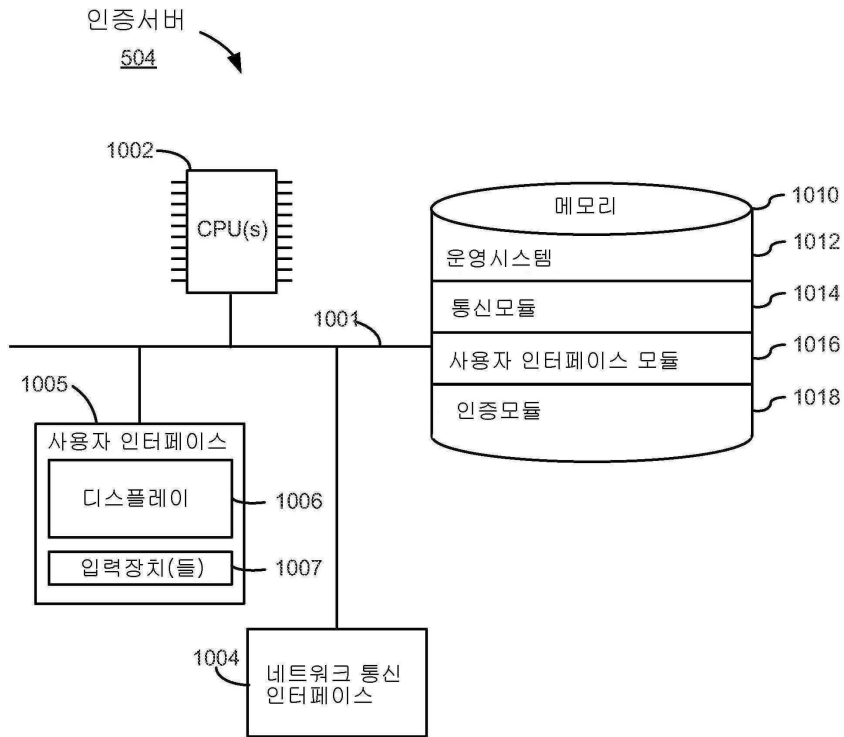 인증서버
504
1002
CPU(s)
메모리
1010
운영시스템
1012
통신모듈
1014
사용자 인터페이스 모듈
1016
인증모듈
1018
1001
1005
사용자 인터페이스
디스플레이
1006
입력장치(들)
1007
1004
네트워크 통신
인터페이스